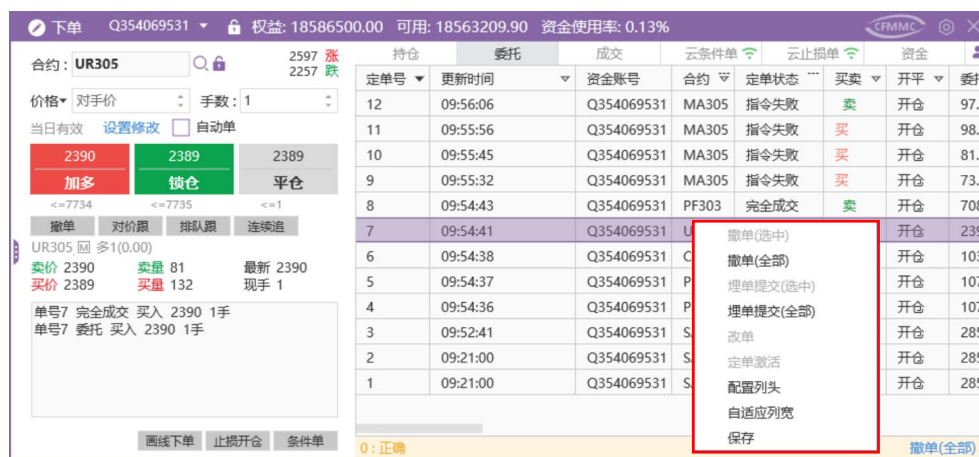 下单 Q354069531 权益: 18586500.00 可用: 18563209.90 资金使用率: 0.13% CFMMC
合约: UR305 2597 涨
2257 跌
价格 对手价 手数: 1
当日有效 设置修改 自动单
2390 2389 2389
加多 锁仓 平仓
<=7734 <=7735 <=1
撤单 对价跟 排队跟 连续追
UR305 M 多1(0.00)
卖价 2390 卖量 81 最新 2390
买价 2389 买量 132 现手 1
单号7 完全成交 买入 2390 1手
单号7 委托 买入 2390 1手
画线下单 止损开仓 条件单
持仓 委托 成交 云条件单 云止损单 资金
定单号 更新时间 资金账号 合约 定单状态 买卖 开平
12 09:56:06 Q354069531 MA305 指令失败 卖 开仓 97.
11 09:55:56 Q354069531 MA305 指令失败 买 开仓 98.
10 09:55:45 Q354069531 MA305 指令失败 买 开仓 81.
9 09:55:32 Q354069531 MA305 指令失败 买 开仓 73.
8 09:54:43 Q354069531 PF303 完全成交 卖 开仓 708
7 09:54:41 Q354069531 U 开仓 239
6 09:54:38 Q354069531 C 开仓 103
5 09:54:37 Q354069531 P 开仓 107
4 09:54:36 Q354069531 P 开仓 107
3 09:52:41 Q354069531 S 开仓 285
2 09:21:00 Q354069531 S 开仓 285
1 09:21:00 Q354069531 S 开仓 285
撤单(选中)
撤单(全部)
埋单提交(选中)
埋单提交(全部)
改单
定单激活
配置列头
自适应列宽
保存
0 : 正确 撤单(全部)